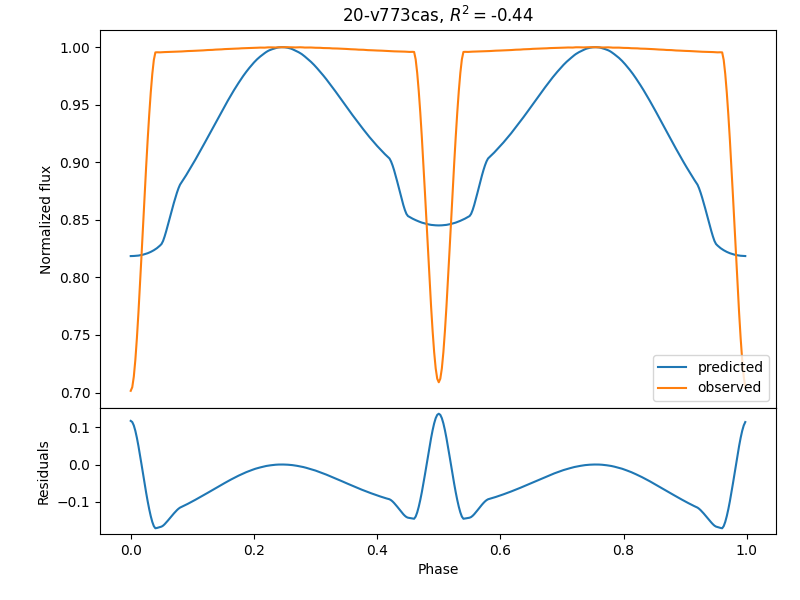 20-v773cas, $R^2 = -0.44$
1.00
0.95
0.90
0.85
0.80
0.75
0.70
Normalized flux
predicted
observed
0.1
0.0
−0.1
Residuals
0.0 0.2 0.4 0.6 0.8 1.0
Phase